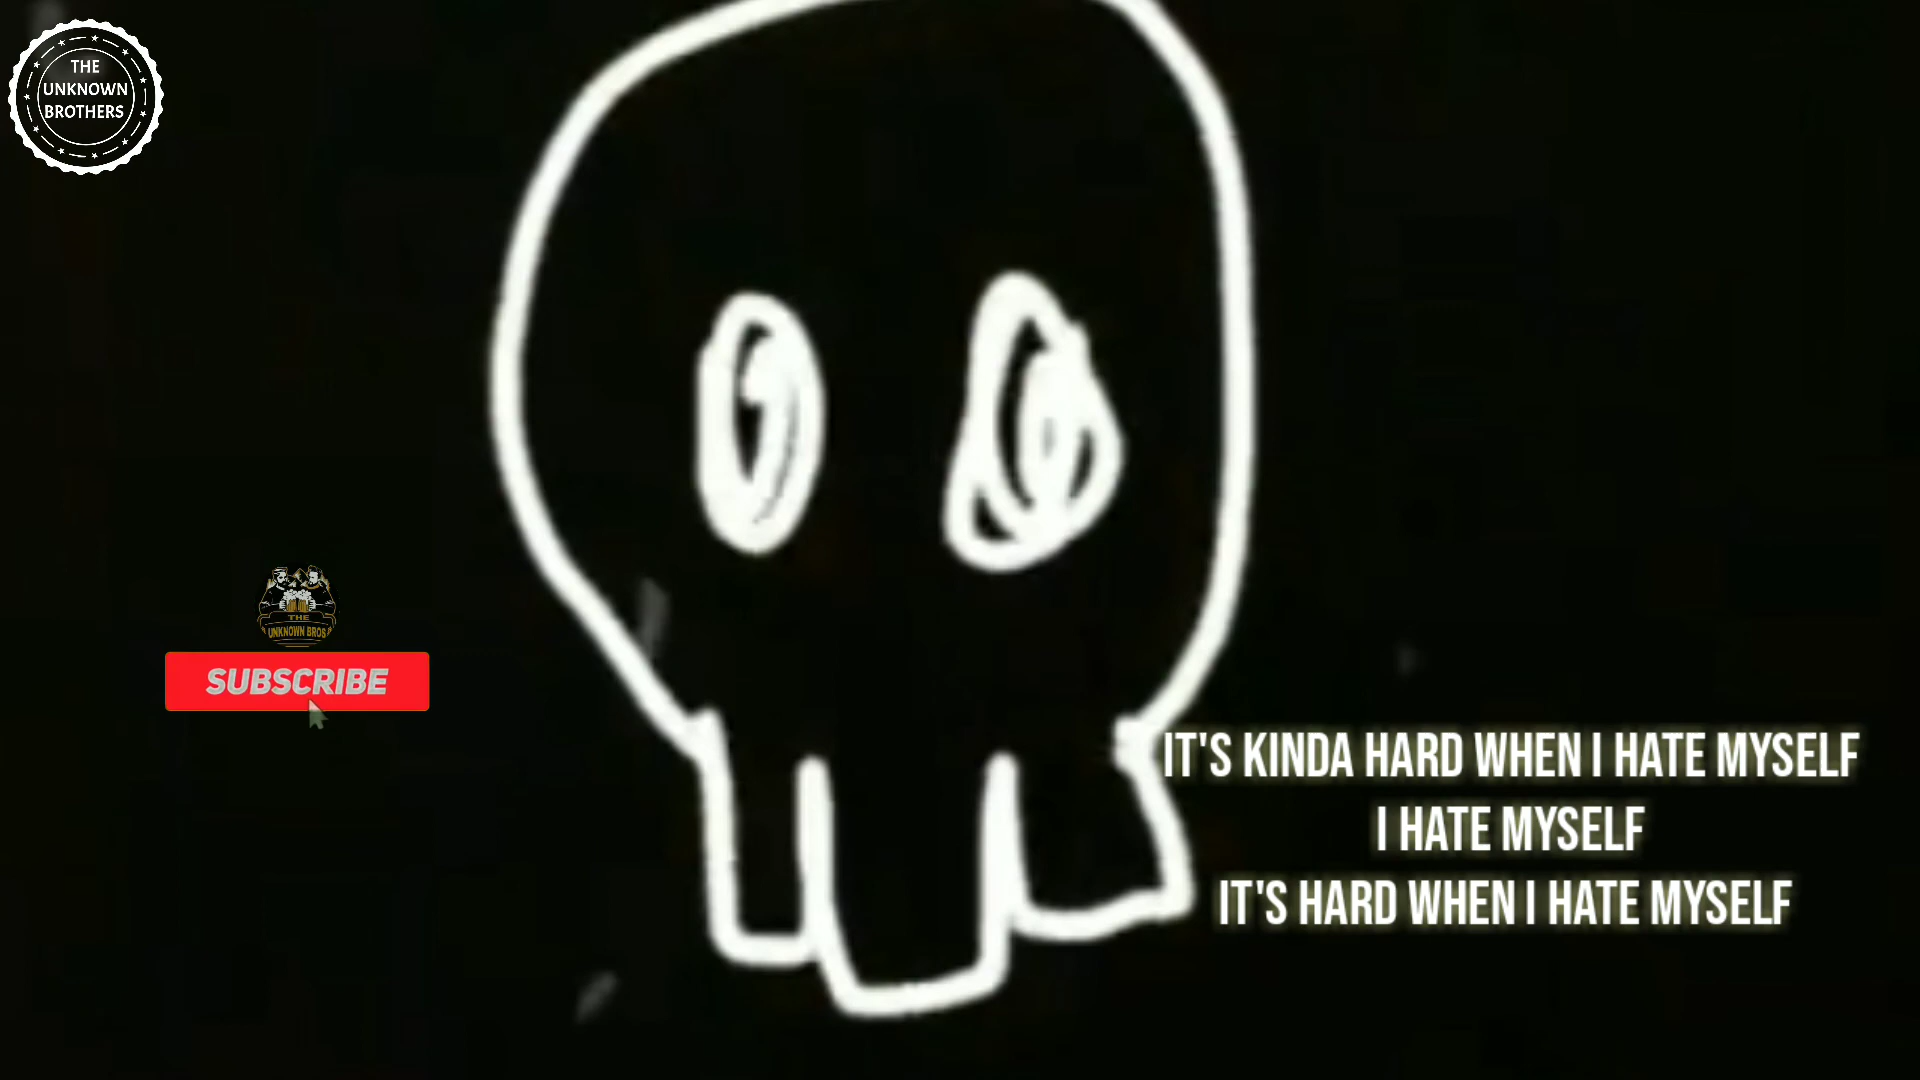 THE
UNKNOWN
BROTHERS
THE
UNKNOWN BROS
SUBSCRIBE
IT'S KINDA HARD WHEN I HATE MYSELF
I HATE MYSELF
IT'S HARD WHEN I HATE MYSELF